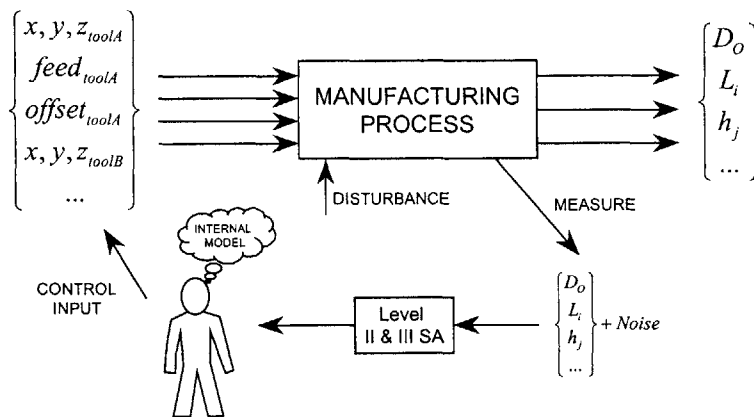 x, y, z_toolA
feed_toolA
offset_toolA
x, y, z_toolB
...
MANUFACTURING
PROCESS
D_O
L_i
h_j
...
DISTURBANCE
MEASURE
INTERNAL
MODEL
CONTROL
INPUT
Level
II & III SA
D_O
L_i
h_j
...
+ Noise